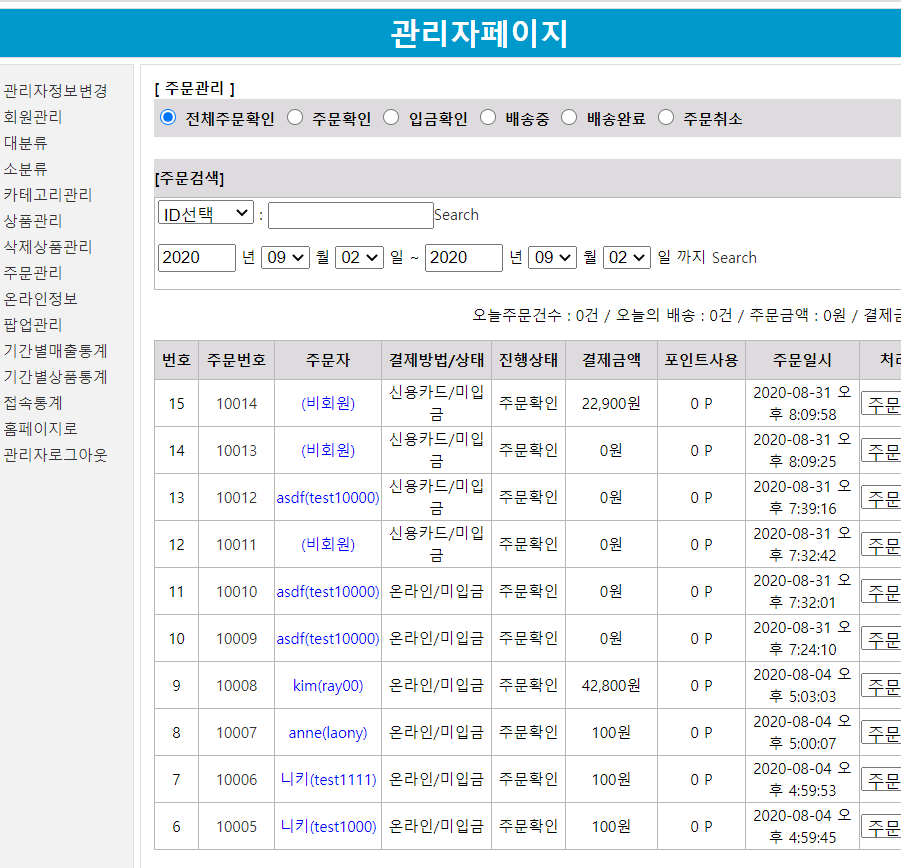 관리자페이지
관리자정보변경
회원관리
대분류
소분류
카테고리관리
상품관리
삭제상품관리
주문관리
온라인정보
팝업관리
기간별매출통계
기간별상품통계
접속통계
홈페이지로
관리자로그아웃
[ 주문관리 ]
전체주문확인 주문확인 입금확인 배송중 배송완료 주문취소
[주문검색]
ID선택 : Search
2020 년 09 월 02 일 ~ 2020 년 09 월 02 일 까지 Search
오늘주문건수 : 0건 / 오늘의 배송 : 0건 / 주문금액 : 0원 / 결제금
번호 주문번호 주문자 결제방법/상태 진행상태 결제금액 포인트사용 주문일시 처리
15 10014 (비회원) 신용카드/미입금 주문확인 22,900원 0 P 2020-08-31 오후 8:09:58 주문
14 10013 (비회원) 신용카드/미입금 주문확인 0원 0 P 2020-08-31 오후 8:09:25 주문
13 10012 asdf(test10000) 신용카드/미입금 주문확인 0원 0 P 2020-08-31 오후 7:39:16 주문
12 10011 (비회원) 신용카드/미입금 주문확인 0원 0 P 2020-08-31 오후 7:32:42 주문
11 10010 asdf(test10000) 온라인/미입금 주문확인 0원 0 P 2020-08-31 오후 7:32:01 주문
10 10009 asdf(test10000) 온라인/미입금 주문확인 0원 0 P 2020-08-31 오후 7:24:10 주문
9 10008 kim(ray00) 온라인/미입금 주문확인 42,800원 0 P 2020-08-04 오후 5:03:03 주문
8 10007 anne(laony) 온라인/미입금 주문확인 100원 0 P 2020-08-04 오후 5:00:07 주문
7 10006 니키(test1111) 온라인/미입금 주문확인 100원 0 P 2020-08-04 오후 4:59:53 주문
6 10005 니키(test1000) 온라인/미입금 주문확인 100원 0 P 2020-08-04 오후 4:59:45 주문